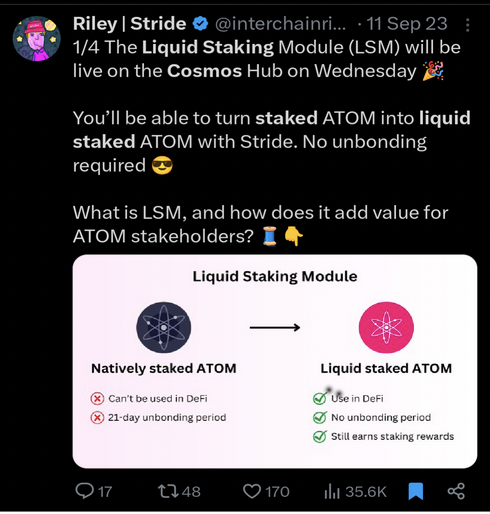 Riley | Stride @interchainri... · 11 Sep 23
1/4 The Liquid Staking Module (LSM) will be
live on the Cosmos Hub on Wednesday 🎉
You’ll be able to turn staked ATOM into liquid
staked ATOM with Stride. No unbonding
required 😎
What is LSM, and how does it add value for
ATOM stakeholders? 🧵👇
Liquid Staking Module
Natively staked ATOM
Liquid staked ATOM
Can't be used in DeFi
21-day unbonding period
Use in DeFi
No unbonding period
Still earns staking rewards
17 48 170 35.6K